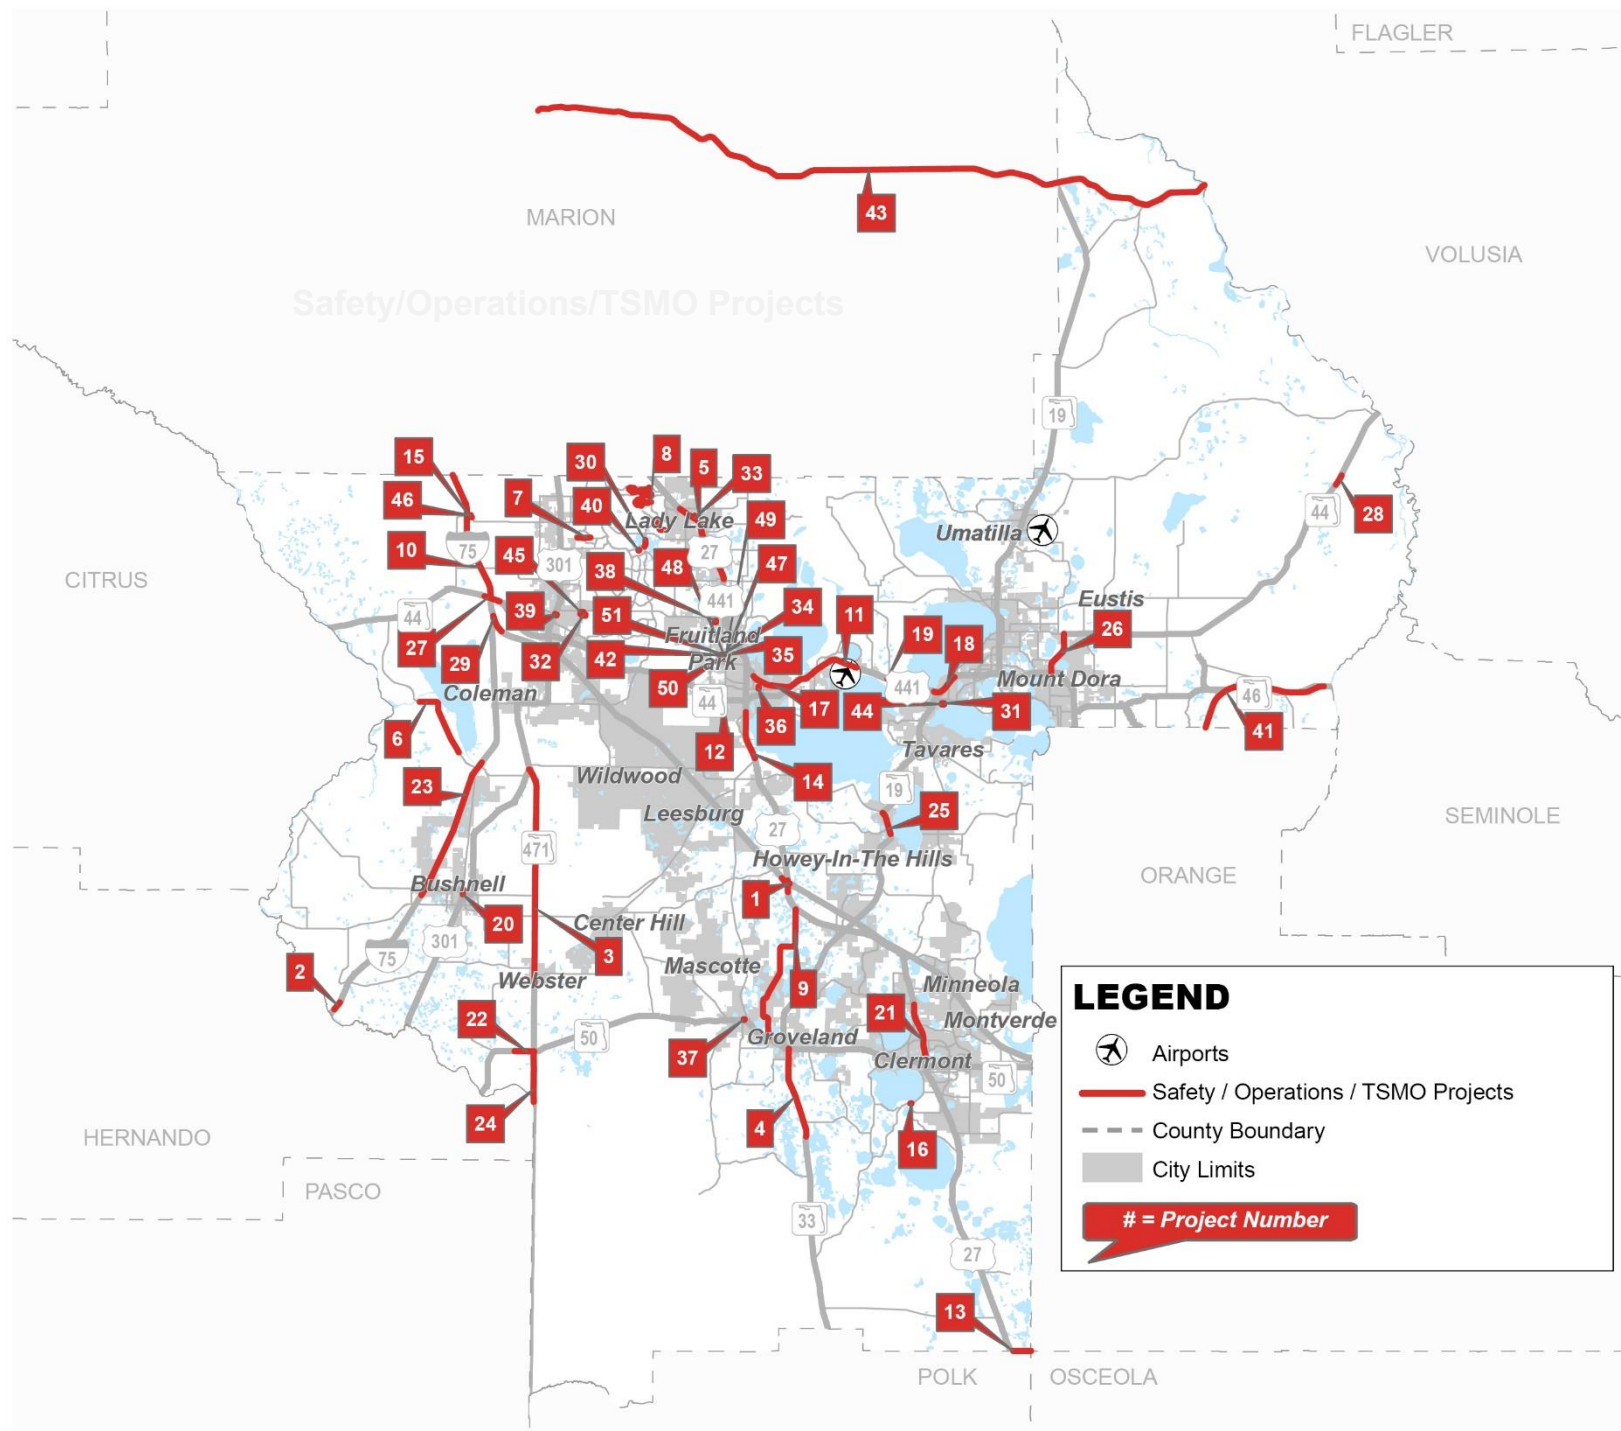 FLAGLER
43
MARION
VOLUSIA
Safety/Operations/TSMO Projects
19
15
30
8
5
33
46
7
40
49
28
44
Lady Lake
Umatilla
10
75
45
301
38
48
27
47
CITRUS
44
39
51
441
34
11
Eustis
27
29
32
42
Fruitland
Park
35
19
18
26
Coleman
50
44
17
441
Mount Dora
46
6
12
36
44
31
41
Tavares
23
Wildwood
14
19
25
Leesburg
27
SEMINOLE
471
Howey-In-The Hills
ORANGE
Bushnell
1
20
Center Hill
301
75
3
2
Webster
Mascotte
9
Minneola
21
Montverde
22
50
37
Groveland
Clermont
50
24
4
16
HERNANDO
PASCO
33
27
13
POLK
OSCEOLA
LEGEND
Airports
Safety / Operations / TSMO Projects
County Boundary
City Limits
# = Project Number